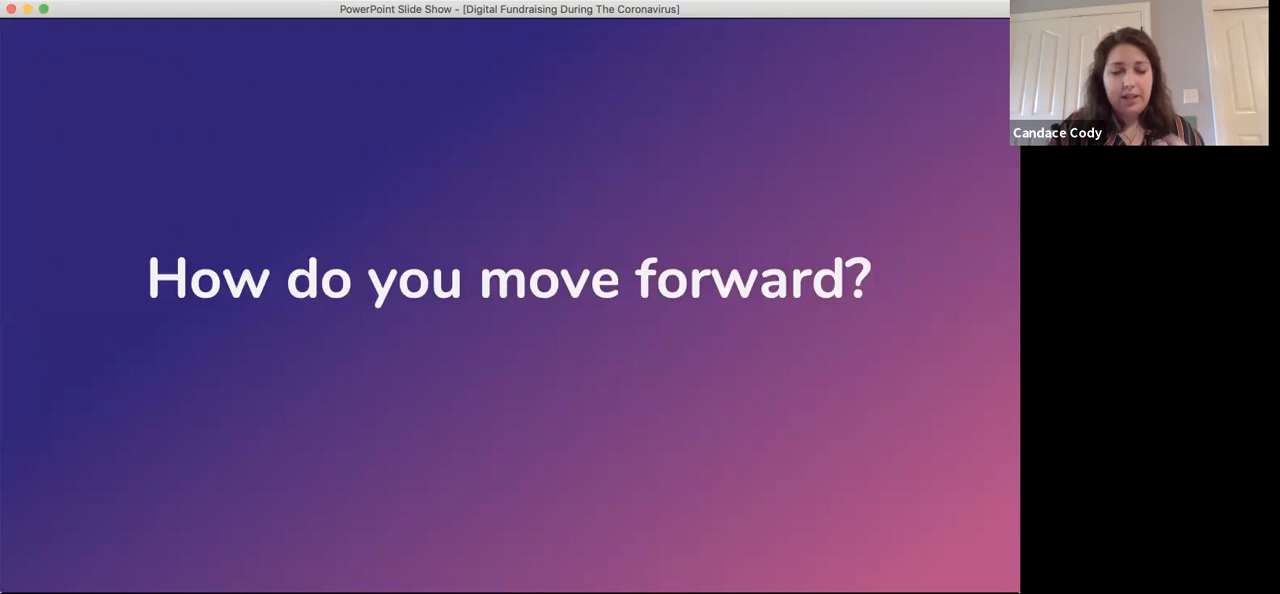 PowerPoint Slide Show - [Digital Fundraising During The Coronavirus]
Candace Cody
How do you move forward?